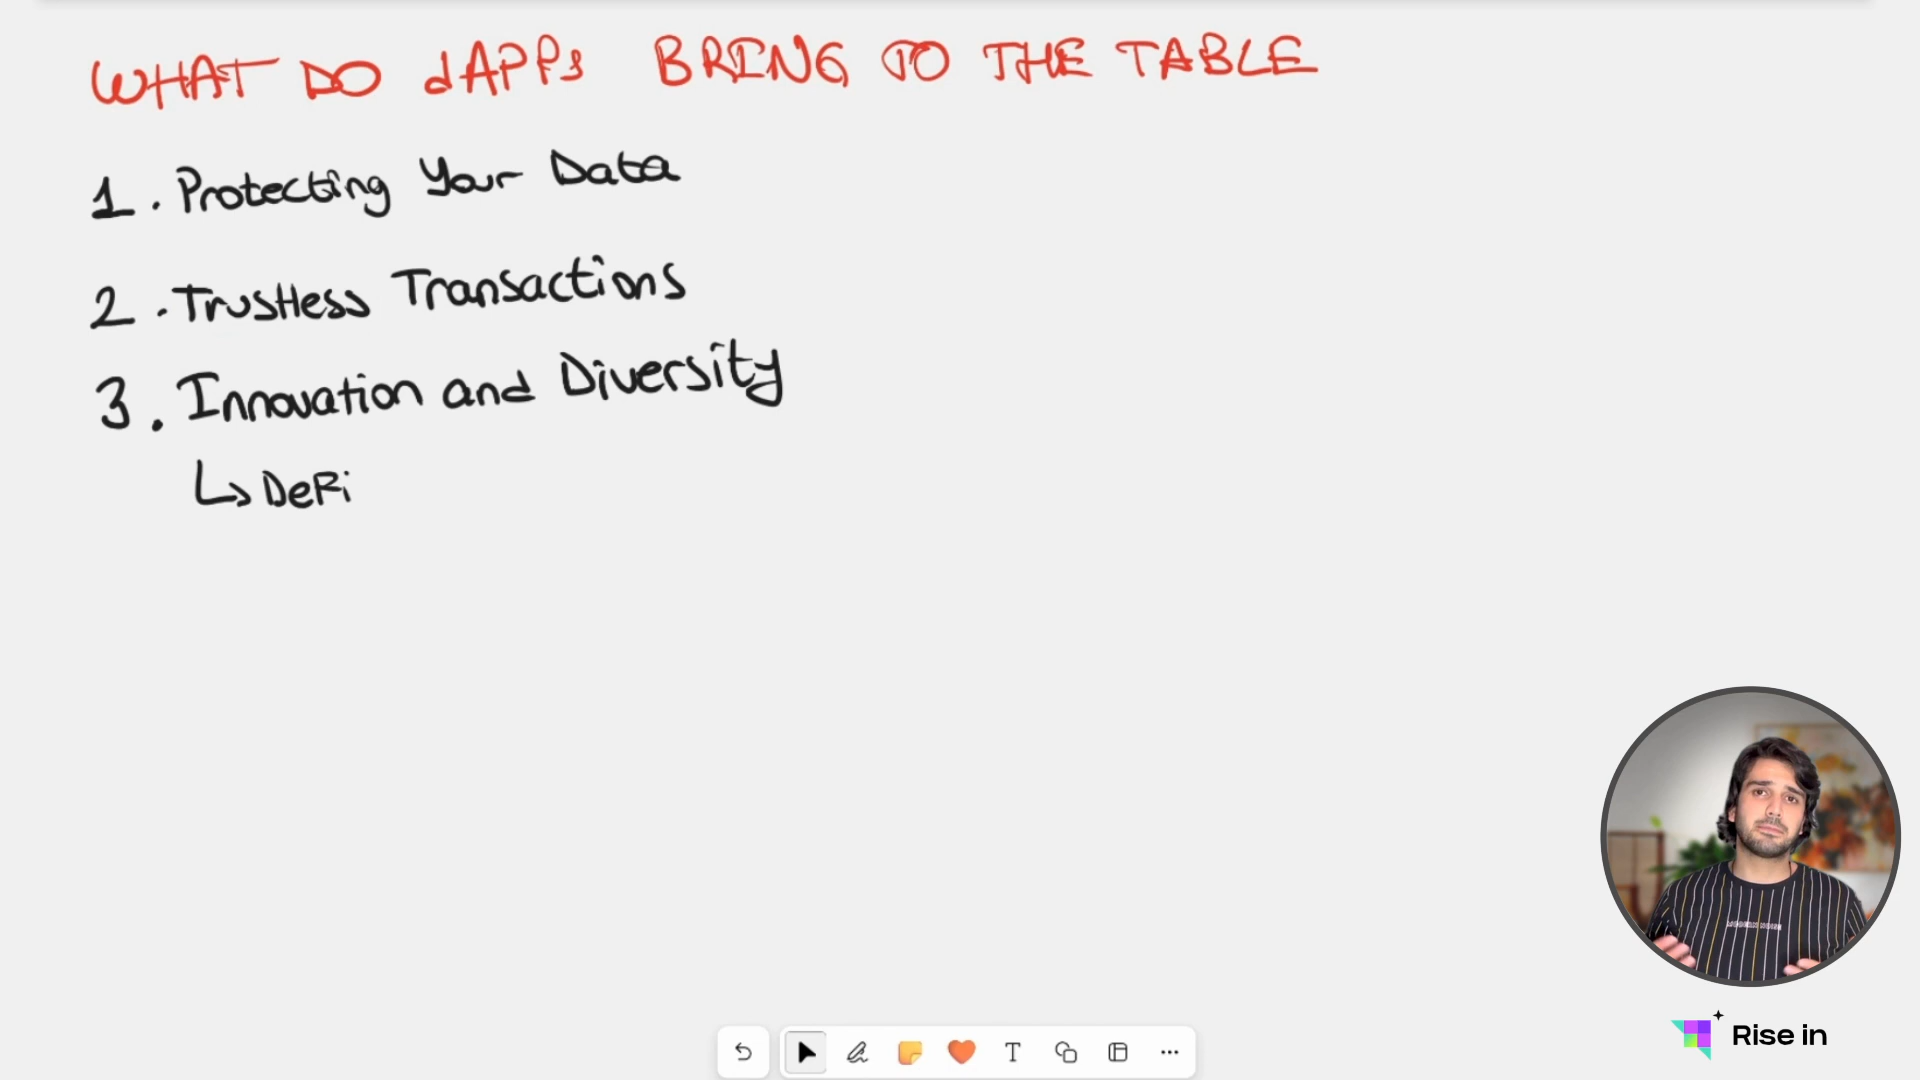 WHAT DO dAPPs BRING TO THE TABLE
1. Protecting Your Data
2. Trustless Transactions
3. Innovation and Diversity
DeFi
T
Rise in